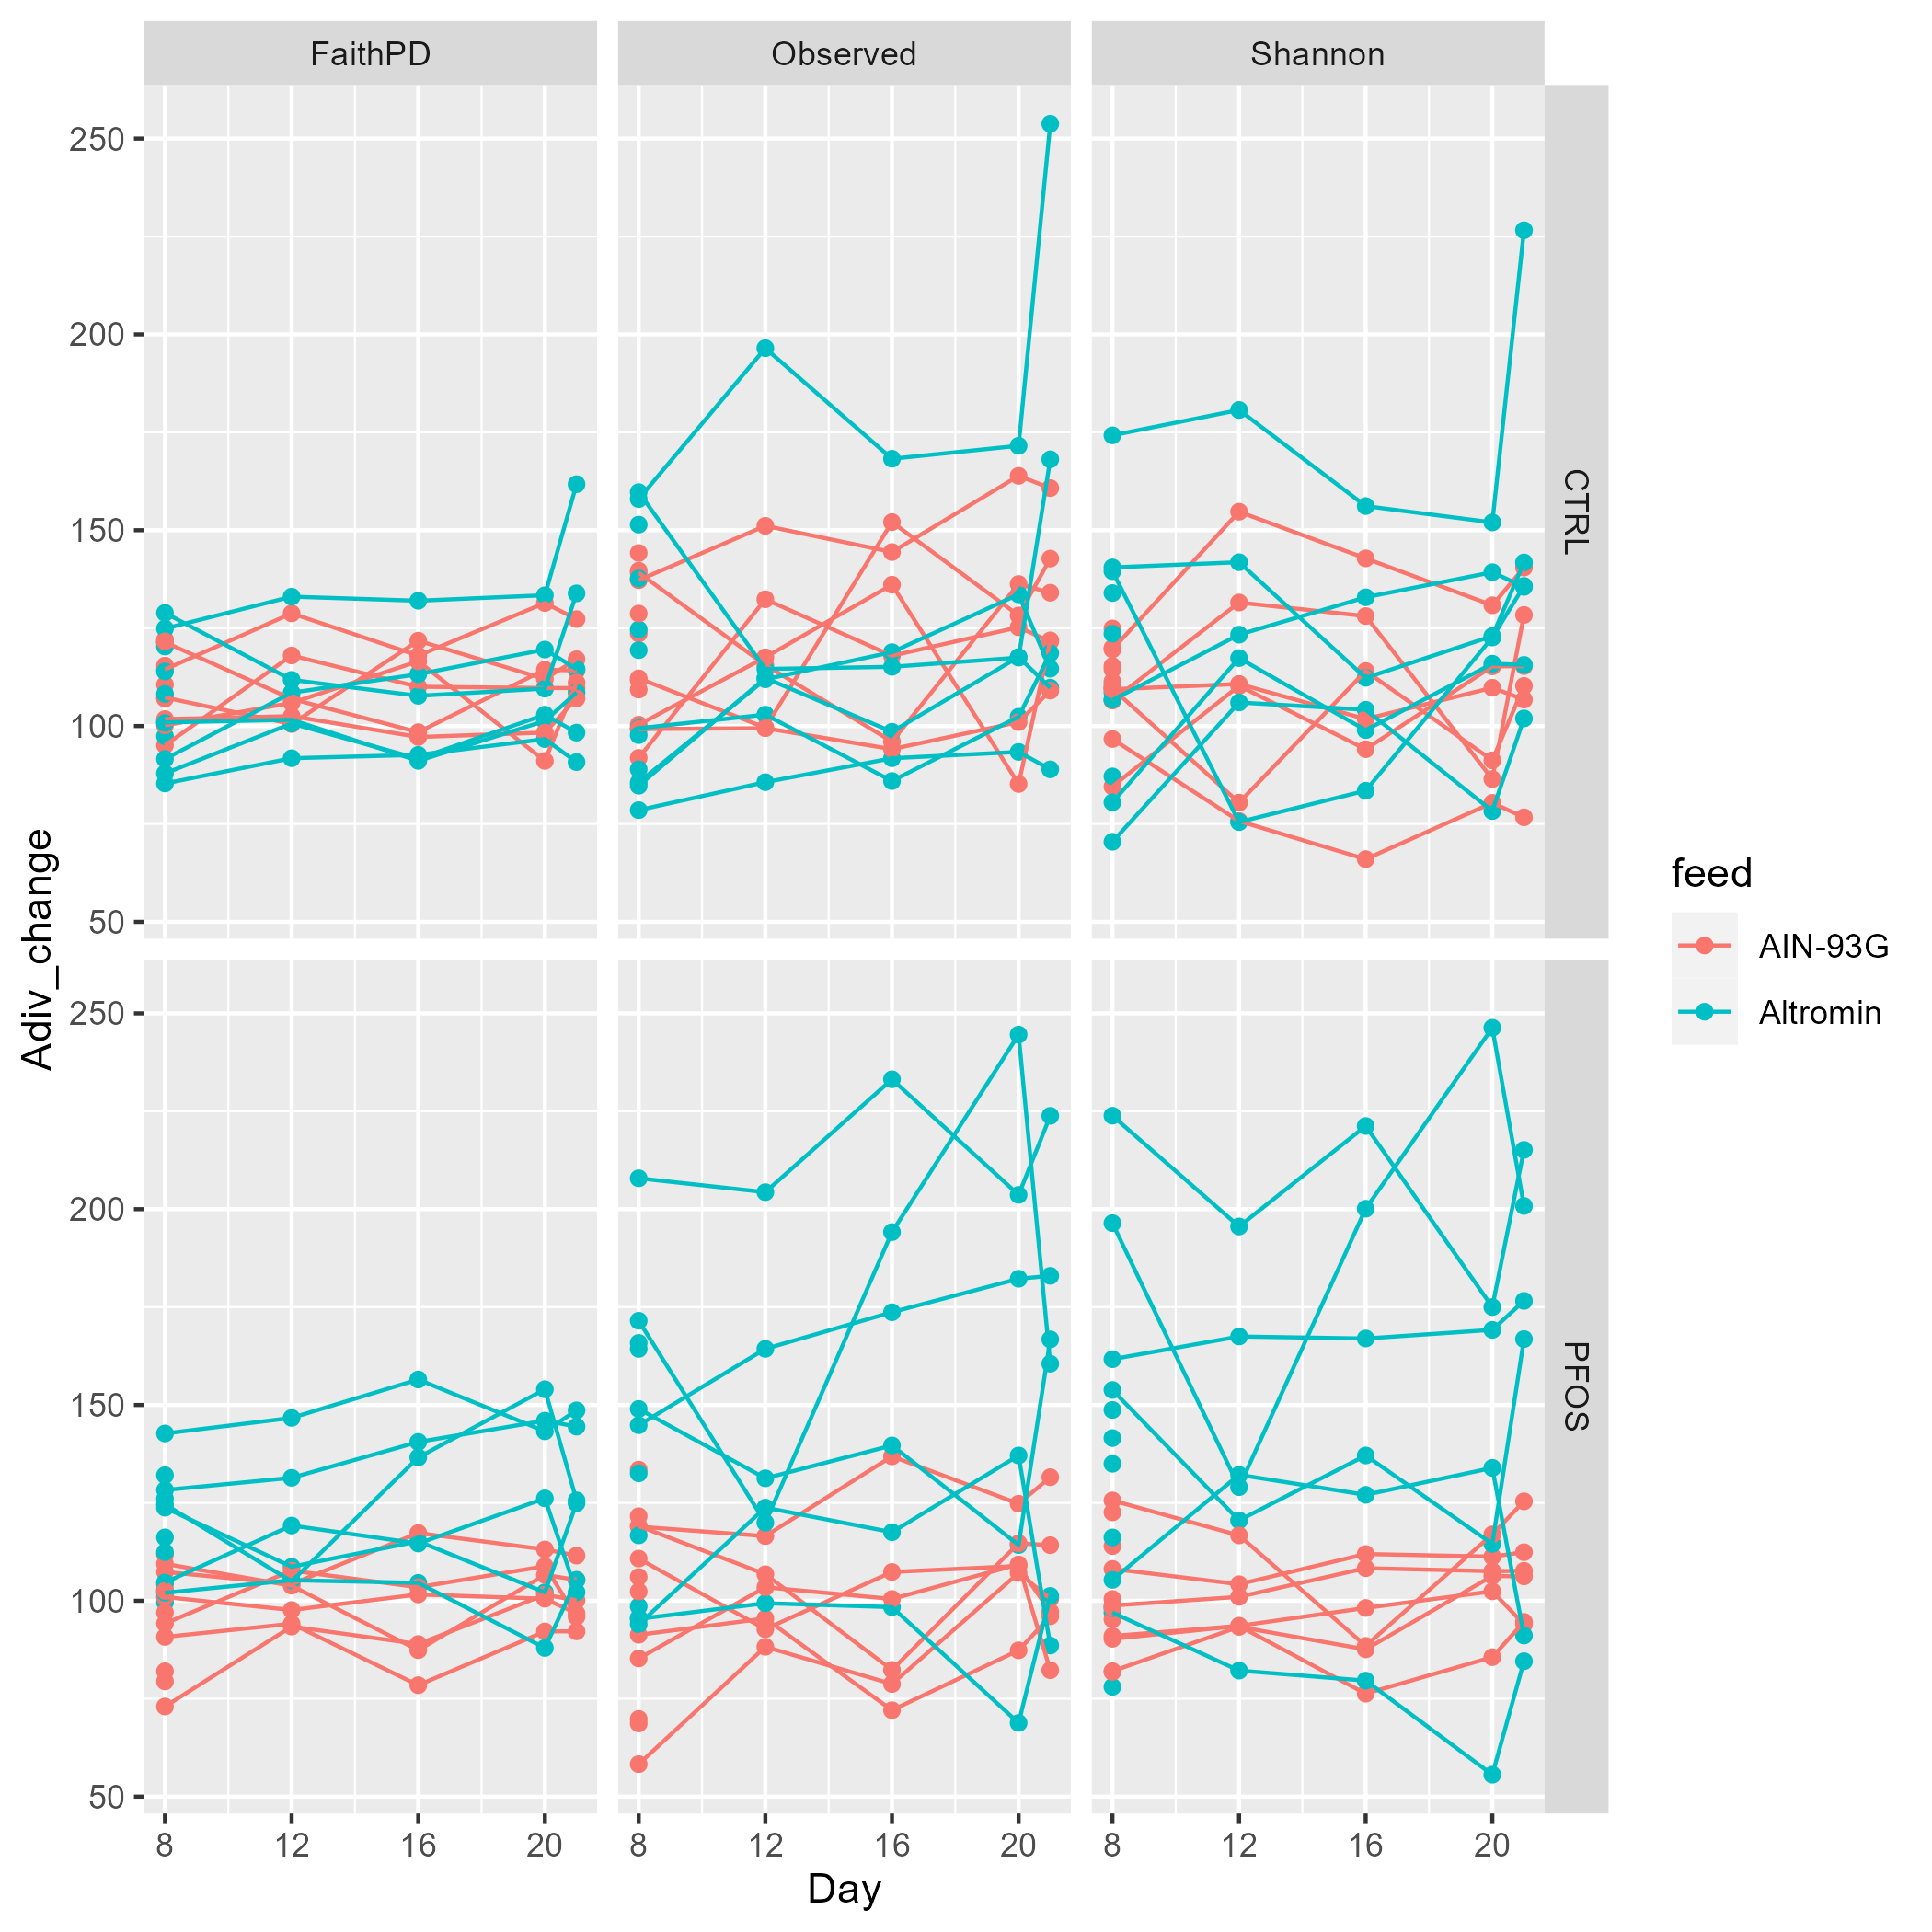 FaithPD Observed Shannon
250
200
150
100
50
CTRL
250
200
150
100
50
PFOS
Adiv_change
8 12 16 20 8 12 16 20 8 12 16 20
Day
feed
AIN-93G
Altromin